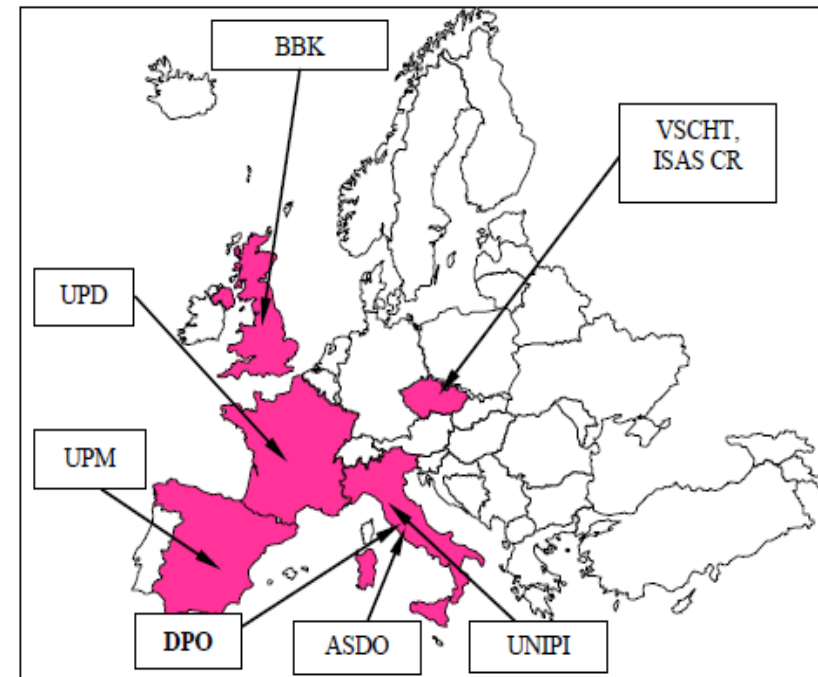 BBK
VSCHT,
ISAS CR
UPD
UPM
DPO
ASDO
UNIPI